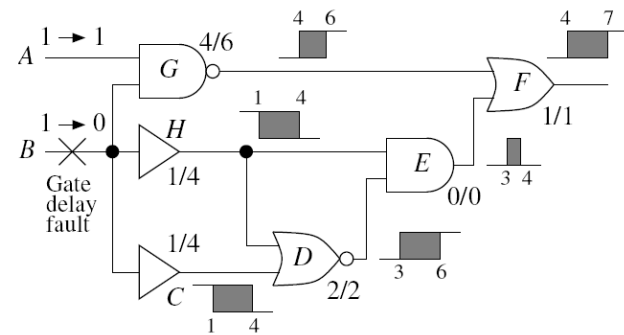 1 → 1
A
4/6
G
4 6
4 7
F
1/1
1 → 0
B
H
1/4
1 4
E
0/0
3 4
Gate
delay
fault
1/4
C
1 4
D
2/2
3 6